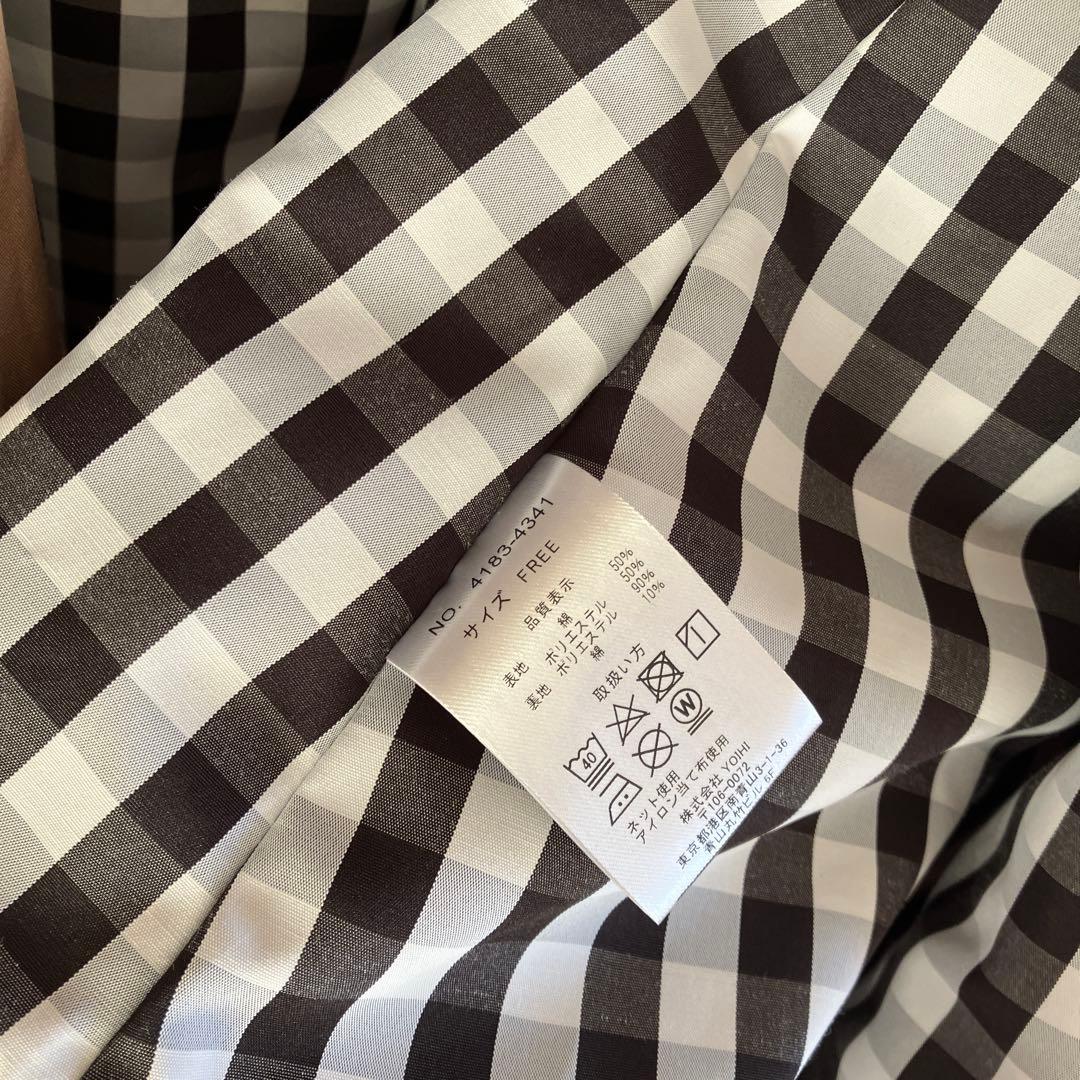 NO. 4183-4341
サイズ FREE
品質表示
表地 綿 50%
ポリエステル 50%
裏地 ポリエステル 90%
綿 10%
取扱い方
40
W
ネット使用
アイロン当て布使用
株式会社 YOIHI
〒106-0072
東京都港区南青山3-1-36
青山丸竹ビル 6F